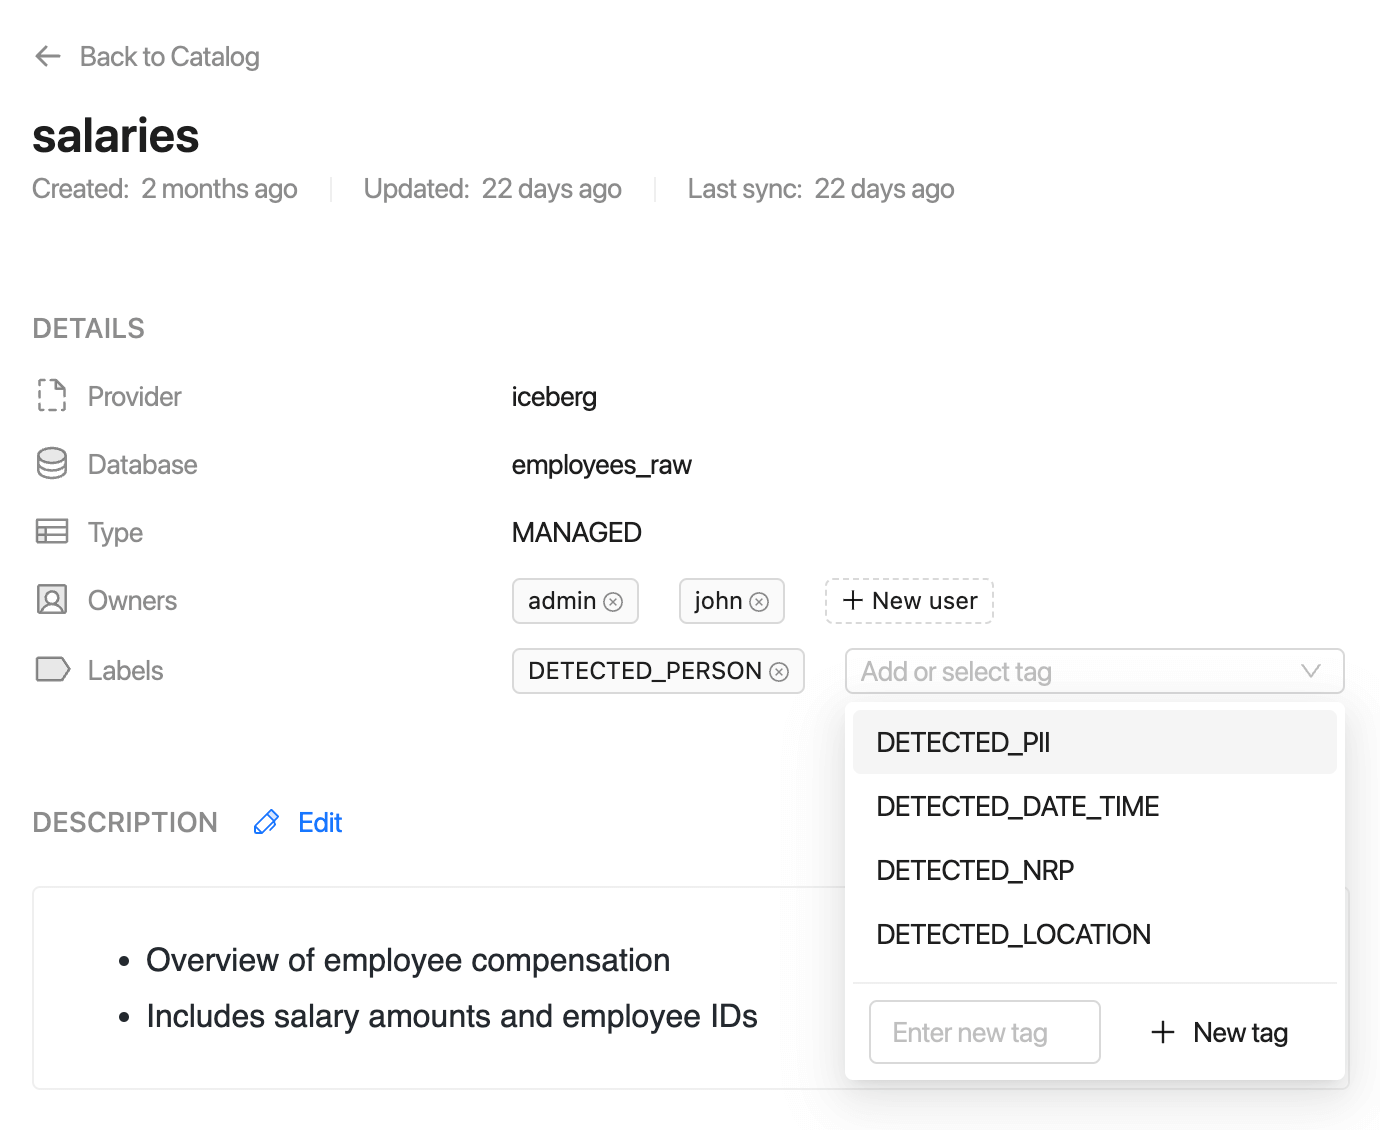 Back to Catalog
salaries
Created: 2 months ago Updated: 22 days ago Last sync: 22 days ago
DETAILS
Provider iceberg
Database employees_raw
Type MANAGED
Owners admin john + New user
Labels DETECTED_PERSON Add or select tag
DETECTED_PII
DETECTED_DATE_TIME
DETECTED_NRP
DETECTED_LOCATION
Enter new tag + New tag
DESCRIPTION Edit
• Overview of employee compensation
• Includes salary amounts and employee IDs